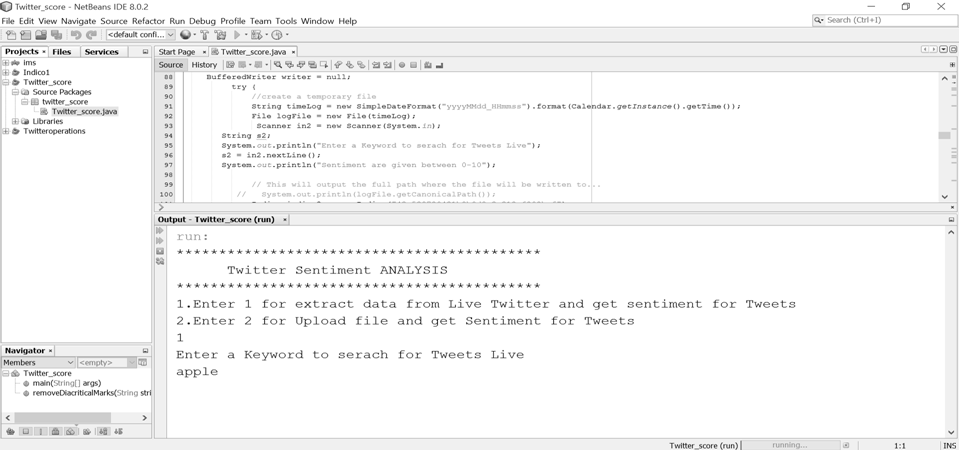 Twitter_score - NetBeans IDE 8.0.2
File Edit View Navigate Source Refactor Run Debug Profile Team Tools Window Help
Search (Ctrl+I)
<default confi...
Projects Files Services
Start Page Twitter_score.java
Source History
ims
Indico1
Twitter_score
Source Packages
twitter_score
Twitter_score.java
Libraries
Twitteroperations
88 BufferedWriter writer = null;
89 try {
90 //create a temporary file
91 String timeLog = new SimpleDateFormat("yyyyMMdd_HHmmss").format(Calendar.getInstance().getTime());
92 File logFile = new File(timeLog);
93 Scanner in2 = new Scanner(System.in);
94 String s2;
95 System.out.println("Enter a Keyword to serach for Tweets Live");
96 s2 = in2.nextLine();
97 System.out.println("Sentiment are given between 0-10");
98
99 // This will output the full path where the file will be written to...
100 // System.out.println(logFile.getCanonicalPath());
Output - Twitter_score (run)
run:
*******************************************
Twitter Sentiment ANALYSIS
*******************************************
1.Enter 1 for extract data from Live Twitter and get sentiment for Tweets
2.Enter 2 for Upload file and get Sentiment for Tweets
1
Enter a Keyword to serach for Tweets Live
apple
Navigator
Members <empty>
Twitter_score
main(String[] args)
removeDiacriticalMarks(String stri
Twitter_score (run) running... 1:1 INS